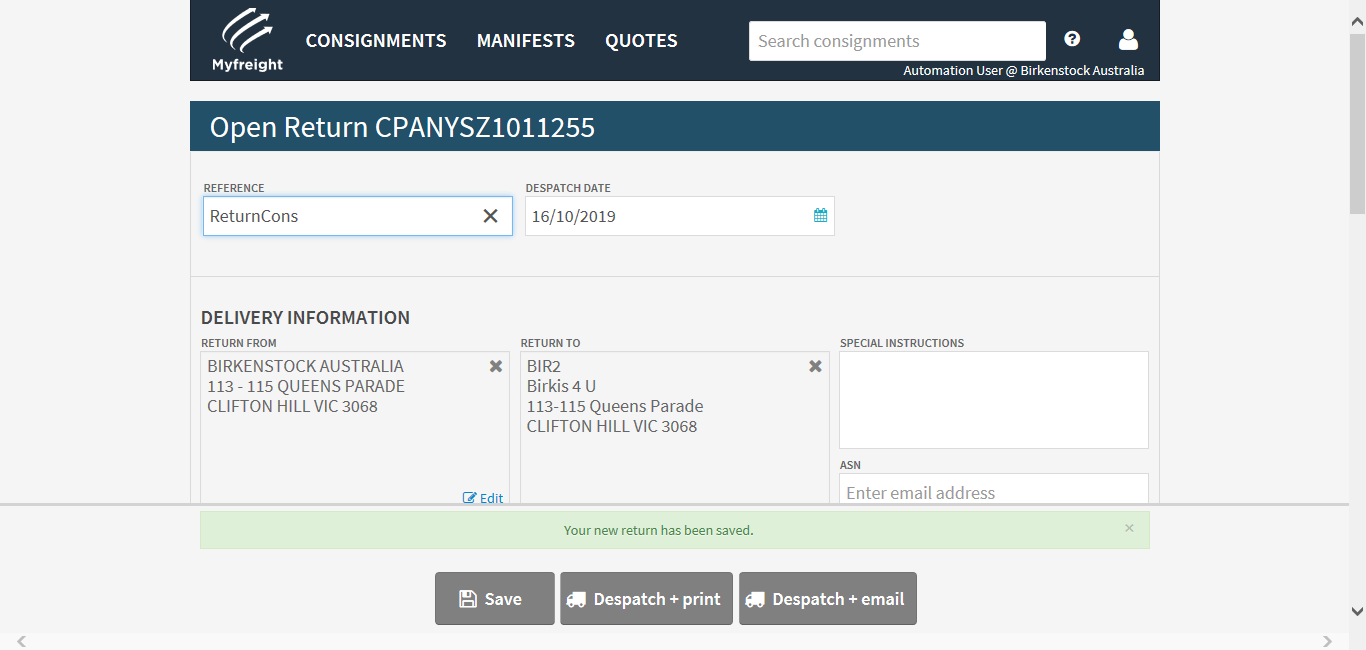 Myfreight
CONSIGNMENTS MANIFESTS QUOTES
Search consignments
Automation User @ Birkenstock Australia
Open Return CPANYSZ1011255
REFERENCE
ReturnCons
DESPATCH DATE
16/10/2019
DELIVERY INFORMATION
RETURN FROM
BIRKENSTOCK AUSTRALIA
113 - 115 QUEENS PARADE
CLIFTON HILL VIC 3068
Edit
RETURN TO
BIR2
Birkis 4 U
113-115 Queens Parade
CLIFTON HILL VIC 3068
SPECIAL INSTRUCTIONS
ASN
Enter email address
Your new return has been saved.
Save
Despatch + print
Despatch + email